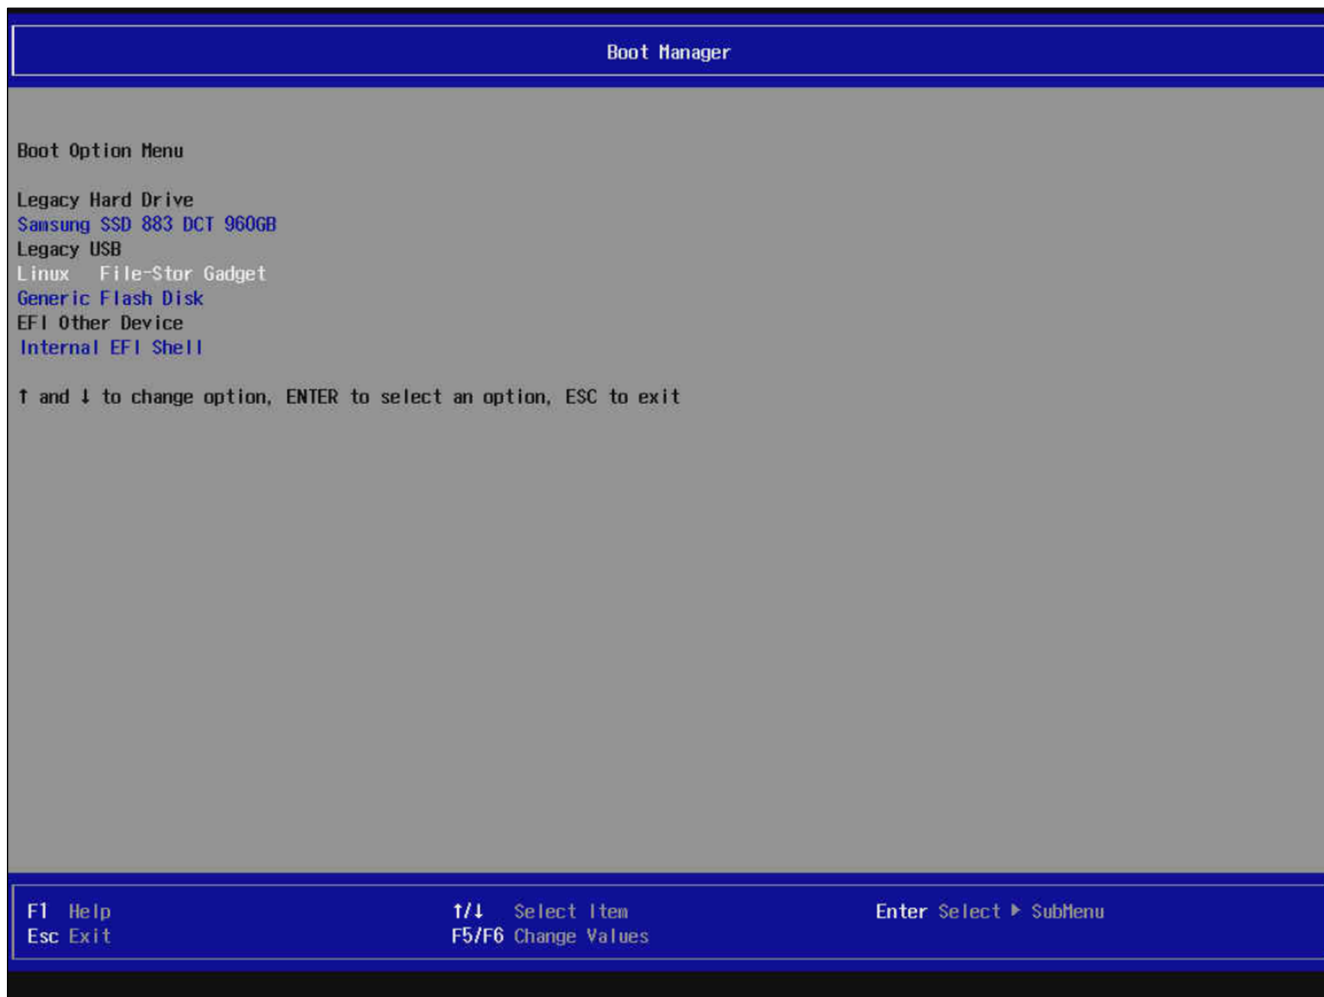 Boot Manager
Boot Option Menu
Legacy Hard Drive
Samsung SSD 883 DCT 960GB
Legacy USB
Linux   File-Stor Gadget
Generic Flash Disk
EFI Other Device
Internal EFI Shell
↑ and ↓ to change option, ENTER to select an option, ESC to exit
F1 Help
↑/↓ Select Item
Enter Select ► SubMenu
Esc Exit
F5/F6 Change Values